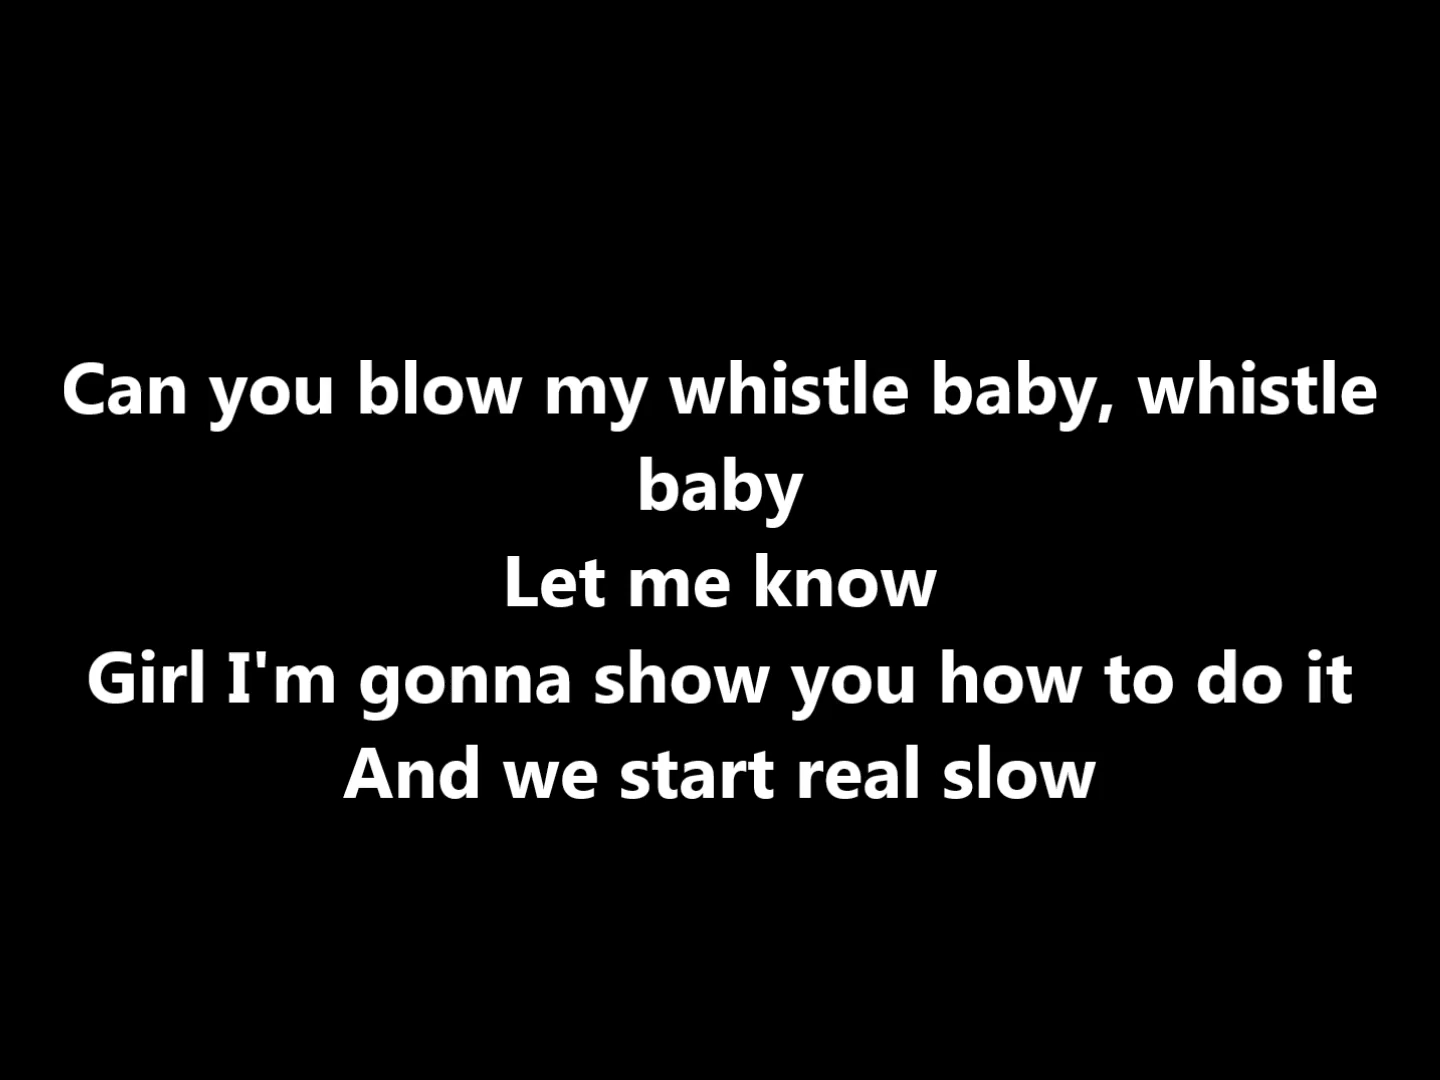 Can you blow my whistle baby, whistle
baby
Let me know
Girl I'm gonna show you how to do it
And we start real slow